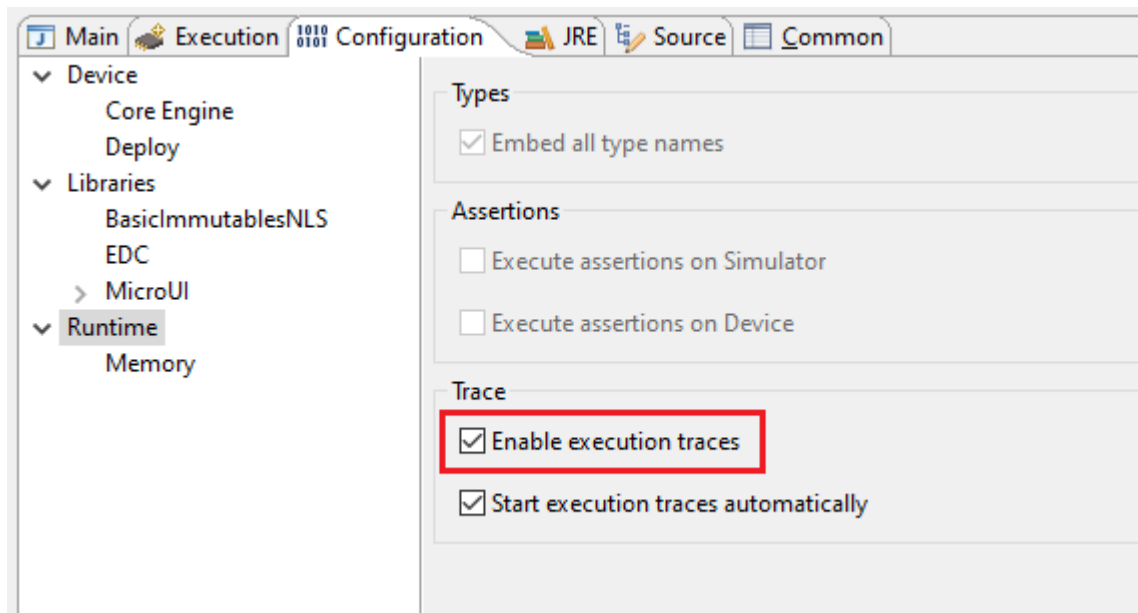 Main Execution Configuration JRE Source Common
Device
Core Engine
Deploy
Libraries
BasicImmutablesNLS
EDC
MicroUI
Runtime
Memory
Types
Embed all type names
Assertions
Execute assertions on Simulator
Execute assertions on Device
Trace
Enable execution traces
Start execution traces automatically